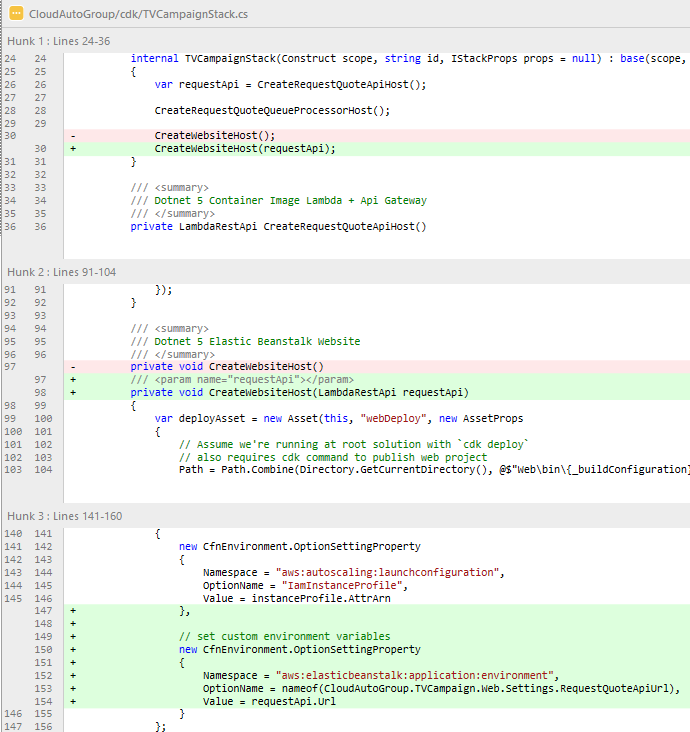 CloudAutoGroup/cdk/TVCampaignStack.cs
Hunk 1 : Lines 24-36
24 24 internal TVCampaignStack(Construct scope, string id, IStackProps props = null) : base(scope,
25 25 {
26 26 var requestApi = CreateRequestQuoteApiHost();
27 27
28 28 CreateRequestQuoteQueueProcessorHost();
29 29
30 - CreateWebsiteHost();
30 + CreateWebsiteHost(requestApi);
31 31 }
32 32
33 33 /// <summary>
34 34 /// Dotnet 5 Container Image Lambda + Api Gateway
35 35 /// </summary>
36 36 private LambdaRestApi CreateRequestQuoteApiHost()
Hunk 2 : Lines 91-104
91 91 });
92 92 }
93 93
94 94 /// <summary>
95 95 /// Dotnet 5 Elastic Beanstalk Website
96 96 /// </summary>
97 - private void CreateWebsiteHost()
97 + /// <param name="requestApi"></param>
98 + private void CreateWebsiteHost(LambdaRestApi requestApi)
98 99 {
99 100 var deployAsset = new Asset(this, "webDeploy", new AssetProps
100 101 {
101 102 // Assume we're running at root solution with `cdk deploy`
102 103 // also requires cdk command to publish web project
103 104 Path = Path.Combine(Directory.GetCurrentDirectory(), @$"Web\bin\{_buildConfiguration}
Hunk 3 : Lines 141-160
140 141 {
141 142 new CfnEnvironment.OptionSettingProperty
142 143 {
143 144 Namespace = "aws:autoscaling:launchconfiguration",
144 145 OptionName = "IamInstanceProfile",
145 146 Value = instanceProfile.AttrArn
147 + },
148 +
149 + // set custom environment variables
150 + new CfnEnvironment.OptionSettingProperty
151 + {
152 + Namespace = "aws:elasticbeanstalk:application:environment",
153 + OptionName = nameof(CloudAutoGroup.TVCampaign.Web.Settings.RequestQuoteApiUrl),
154 + Value = requestApi.Url
146 155 }
147 156 };